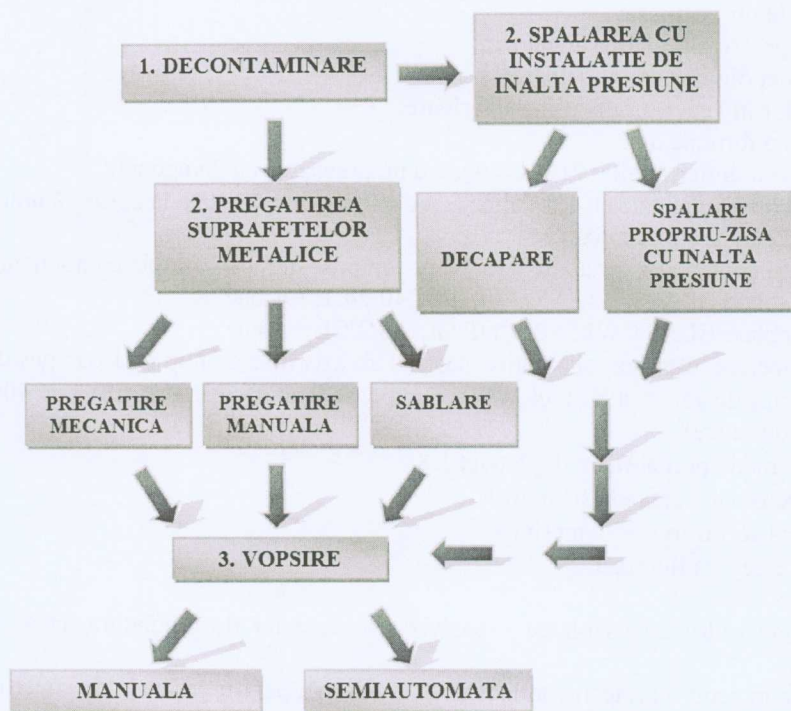 1. DECONTAMINARE
2. SPALAREA CU
INSTALATIE DE
INALTA PRESIUNE
2. PREGATIREA
SUPRAFETELOR
METALICE
DECAPARE
SPALARE
PROPRIU-ZISA
CU INALTA
PRESIUNE
PREGATIRE
MECANICA
PREGATIRE
MANUALA
SABLARE
3. VOPSIRE
MANUALA
SEMIAUTOMATA